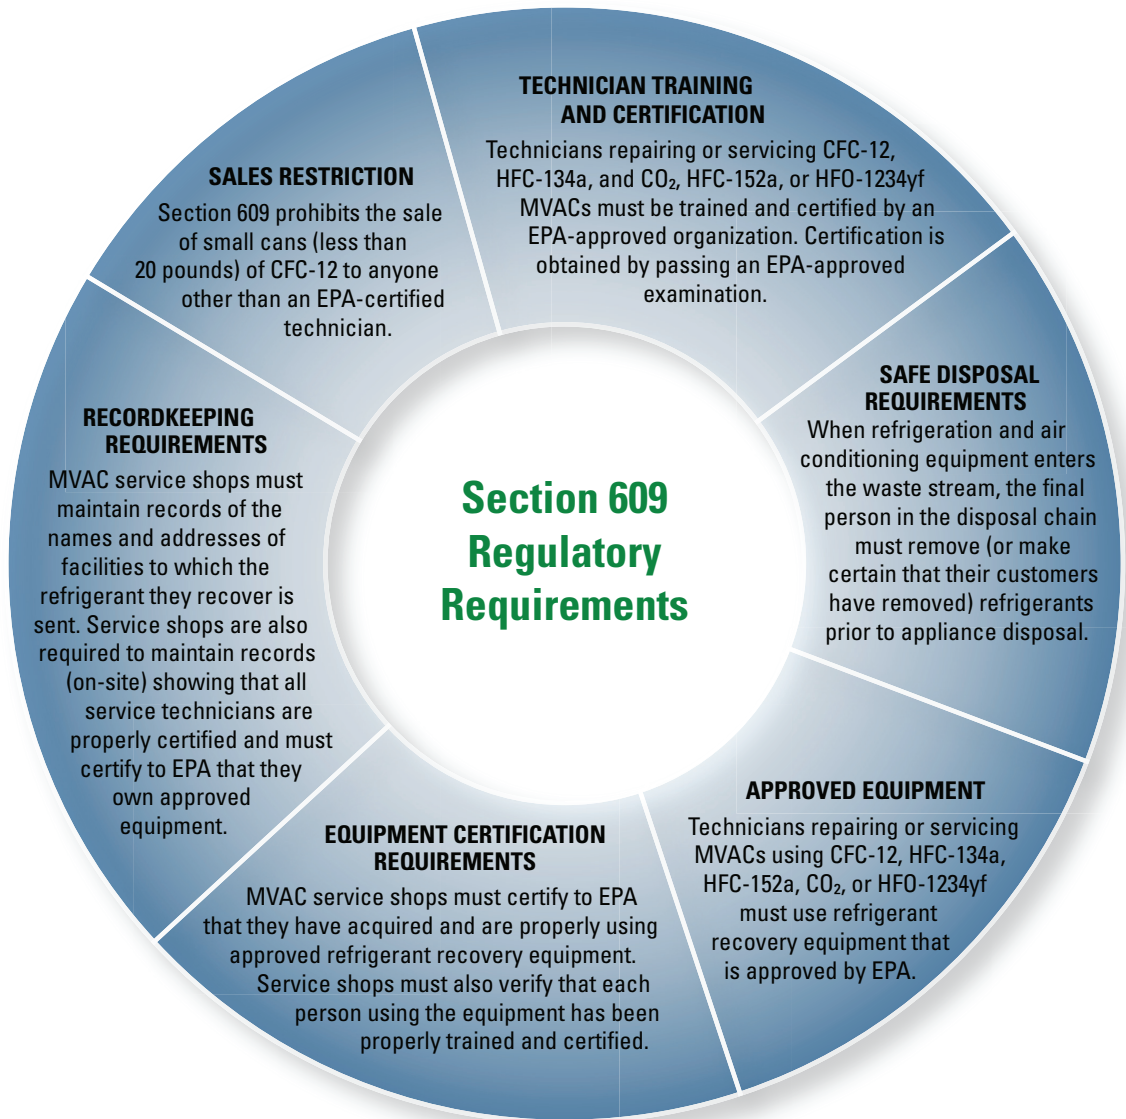 Section 609
Regulatory
Requirements
TECHNICIAN TRAINING
AND CERTIFICATION
Technicians repairing or servicing CFC-12,
HFC-134a, and CO₂, HFC-152a, or HFO-1234yf
MVACs must be trained and certified by an
EPA-approved organization. Certification is
obtained by passing an EPA-approved
examination.
SAFE DISPOSAL
REQUIREMENTS
When refrigeration and air
conditioning equipment enters
the waste stream, the final
person in the disposal chain
must remove (or make
certain that their customers
have removed) refrigerants
prior to appliance disposal.
APPROVED EQUIPMENT
Technicians repairing or servicing
MVACs using CFC-12, HFC-134a,
HFC-152a, CO₂, or HFO-1234yf
must use refrigerant
recovery equipment that
is approved by EPA.
EQUIPMENT CERTIFICATION
REQUIREMENTS
MVAC service shops must certify to EPA
that they have acquired and are properly using
approved refrigerant recovery equipment.
Service shops must also verify that each
person using the equipment has been
properly trained and certified.
RECORDKEEPING
REQUIREMENTS
MVAC service shops must
maintain records of the
names and addresses of
facilities to which the
refrigerant they recover is
sent. Service shops are also
required to maintain records
(on-site) showing that all
service technicians are
properly certified and must
certify to EPA that they
own approved
equipment.
SALES RESTRICTION
Section 609 prohibits the sale
of small cans (less than
20 pounds) of CFC-12 to anyone
other than an EPA-certified
technician.